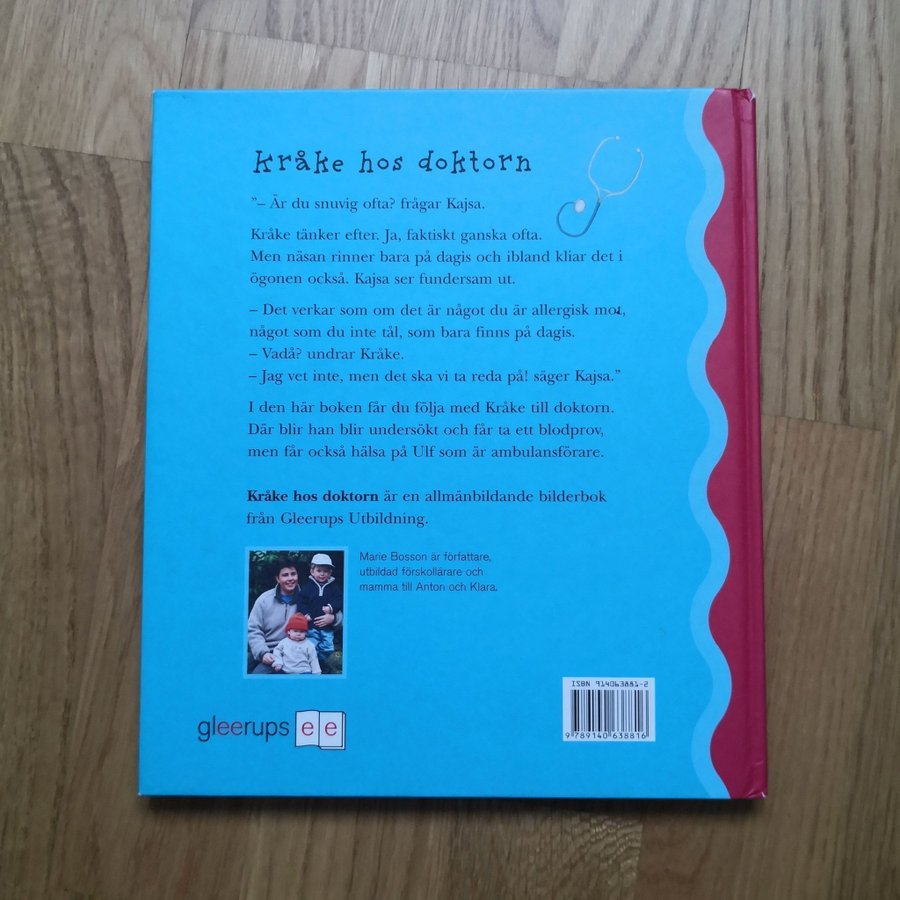 kråke hos doktorn
”– Är du snuvig ofta? frågar Kajsa.
Kråke tänker efter. Ja, faktiskt ganska ofta.
Men näsan rinner bara på dagis och ibland kliar det i
ögonen också. Kajsa ser fundersam ut.
– Det verkar som om det är något du är allergisk mot,
något som du inte tål, som bara finns på dagis.
– Vadå? undrar Kråke.
– Jag vet inte, men det ska vi ta reda på! säger Kajsa.”
I den här boken får du följa med Kråke till doktorn.
Där blir han blir undersökt och får ta ett blodprov,
men får också hälsa på Ulf som är ambulansförare.
Kråke hos doktorn är en allmänbildande bilderbok
från Gleerups Utbildning.
Marie Bosson är författare,
utbildad förskollärare och
mamma till Anton och Klara.
ISBN 914063881-2
9 789140 638816
gleerups ee